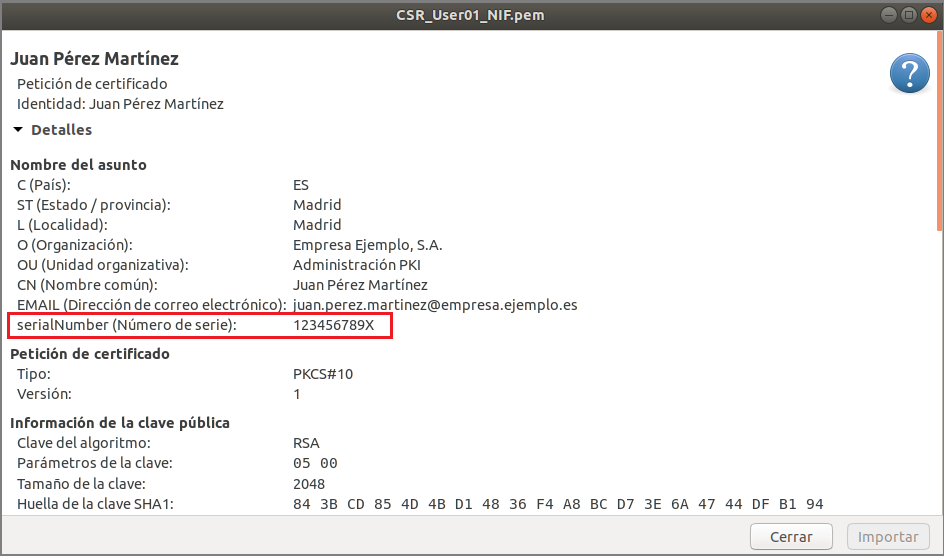 CSR_User01_NIF.pem
Juan Pérez Martínez
Petición de certificado
Identidad: Juan Pérez Martínez
Detalles
Nombre del asunto
C (País): ES
ST (Estado / provincia): Madrid
L (Localidad): Madrid
O (Organización): Empresa Ejemplo, S.A.
OU (Unidad organizativa): Administración PKI
CN (Nombre común): Juan Pérez Martínez
EMAIL (Dirección de correo electrónico): juan.perez.martinez@empresa.ejemplo.es
serialNumber (Número de serie): 123456789X
Petición de certificado
Tipo: PKCS#10
Versión: 1
Información de la clave pública
Clave del algoritmo: RSA
Parámetros de la clave: 05 00
Tamaño de la clave: 2048
Huella de la clave SHA1: 84 3B CD 85 4D 4B D1 48 36 F4 A8 BC D7 3E 6A 47 44 DF B1 94
Cerrar Importar